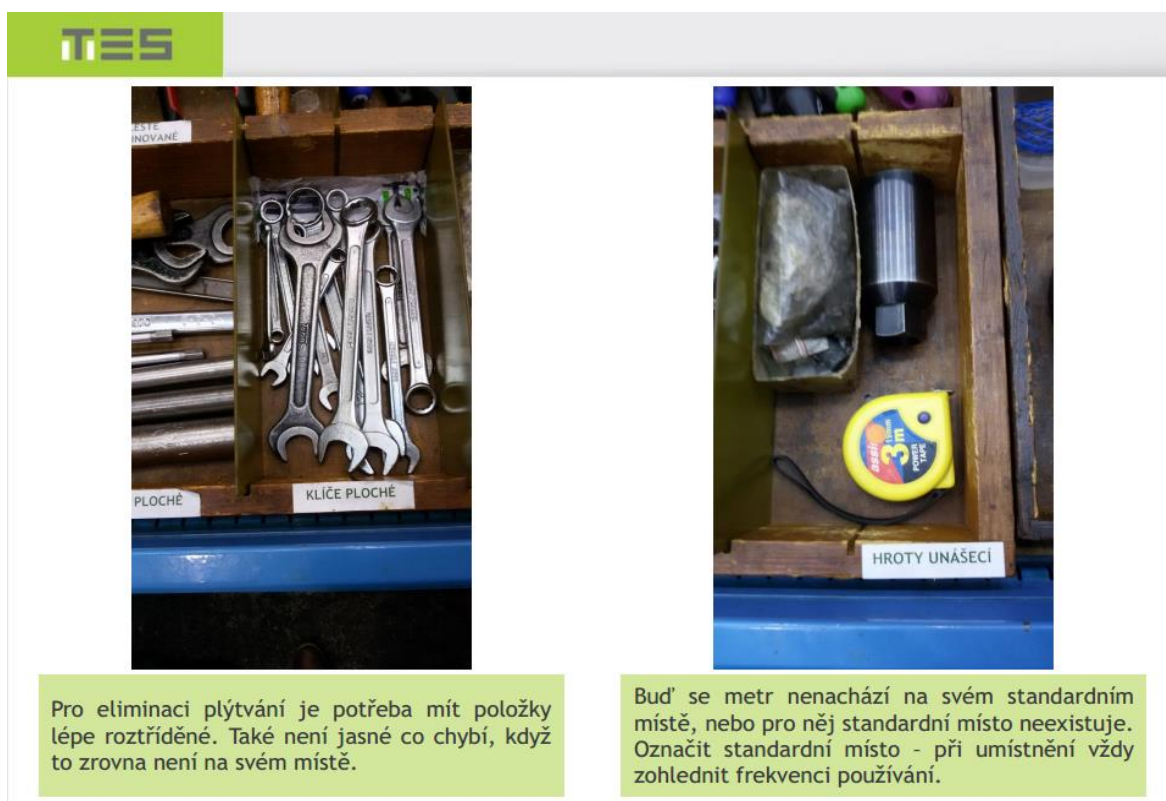 TES
LESTE
INOVANÉ
PLOCHÉ
KLÍČE PLOCHÉ
3m
POWER
TAPE
HROTY UNÁŠECÍ
Pro eliminaci plýtvání je potřeba mít položky
lépe roztříděné. Také není jasné co chybí, když
to zrovna není na svém místě.
Buď se metr nenachází na svém standardním
místě, nebo pro něj standardní místo neexistuje.
Označit standardní místo - při umístnění vždy
zohlednit frekvenci používání.